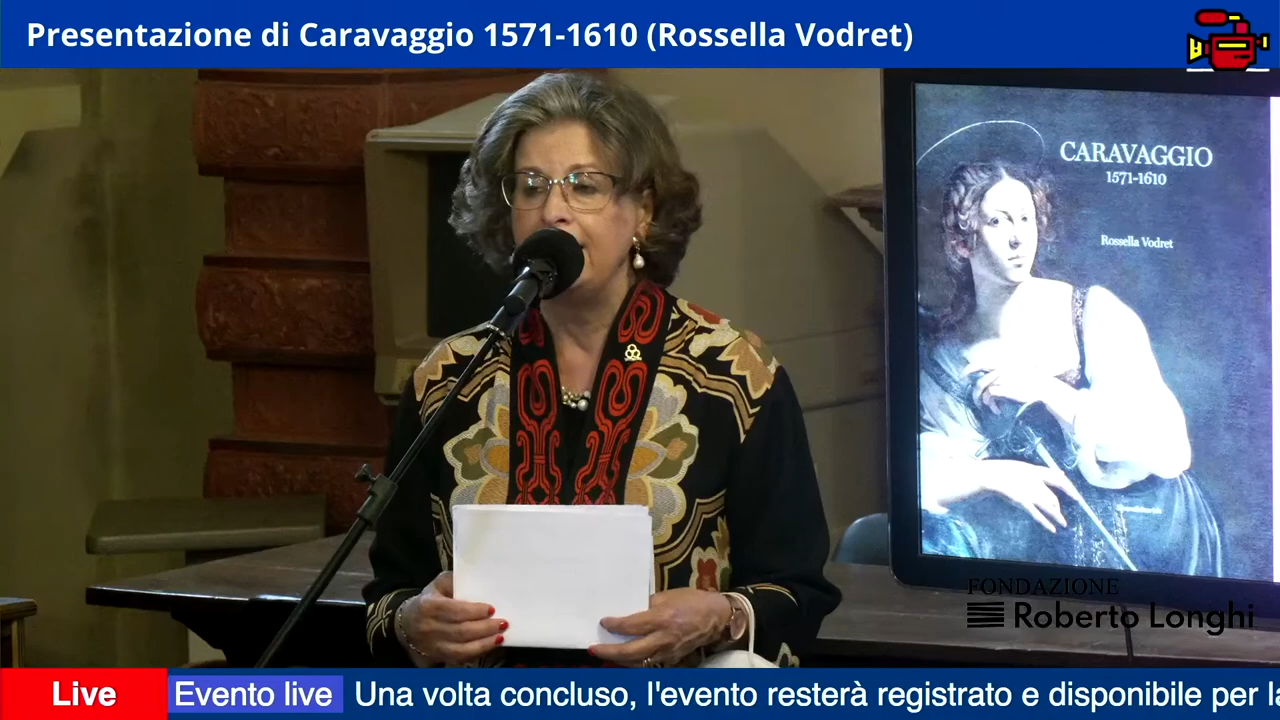 Presentazione di Caravaggio 1571-1610 (Rossella Vodret)
CARAVAGGIO
1571-1610
Rossella Vodret
FONDAZIONE
Roberto Longhi
Live
Evento live
Una volta concluso, l'evento resterà registrato e disponibile per la